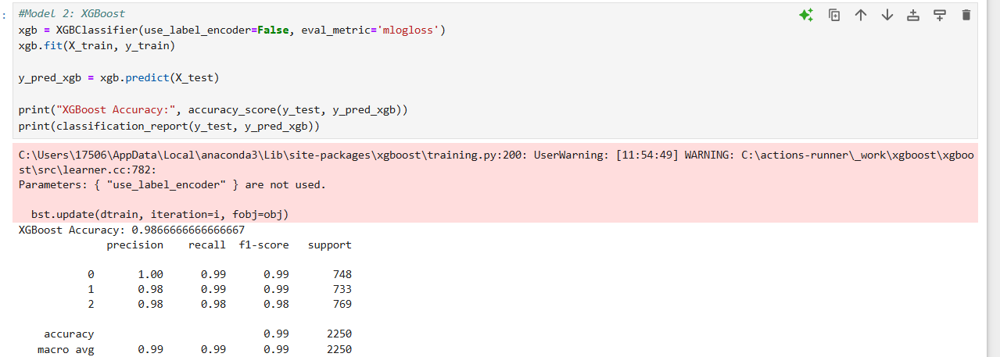 :
#Model 2: XGBoost
xgb = XGBClassifier(use_label_encoder=False, eval_metric='mlogloss')
xgb.fit(X_train, y_train)
y_pred_xgb = xgb.predict(X_test)
print("XGBoost Accuracy:", accuracy_score(y_test, y_pred_xgb))
print(classification_report(y_test, y_pred_xgb))
C:\Users\17506\AppData\Local\anaconda3\Lib\site-packages\xgboost\training.py:200: UserWarning: [11:54:49] WARNING: C:\actions-runner\_work\xgboost\xgboo
st\src\learner.cc:782:
Parameters: { "use_label_encoder" } are not used.
  bst.update(dtrain, iteration=i, fobj=obj)
XGBoost Accuracy: 0.9866666666666667
              precision    recall  f1-score   support
           0       1.00      0.99      0.99       748
           1       0.98      0.99      0.99       733
           2       0.98      0.98      0.98       769
    accuracy                           0.99      2250
   macro avg       0.99      0.99      0.99      2250